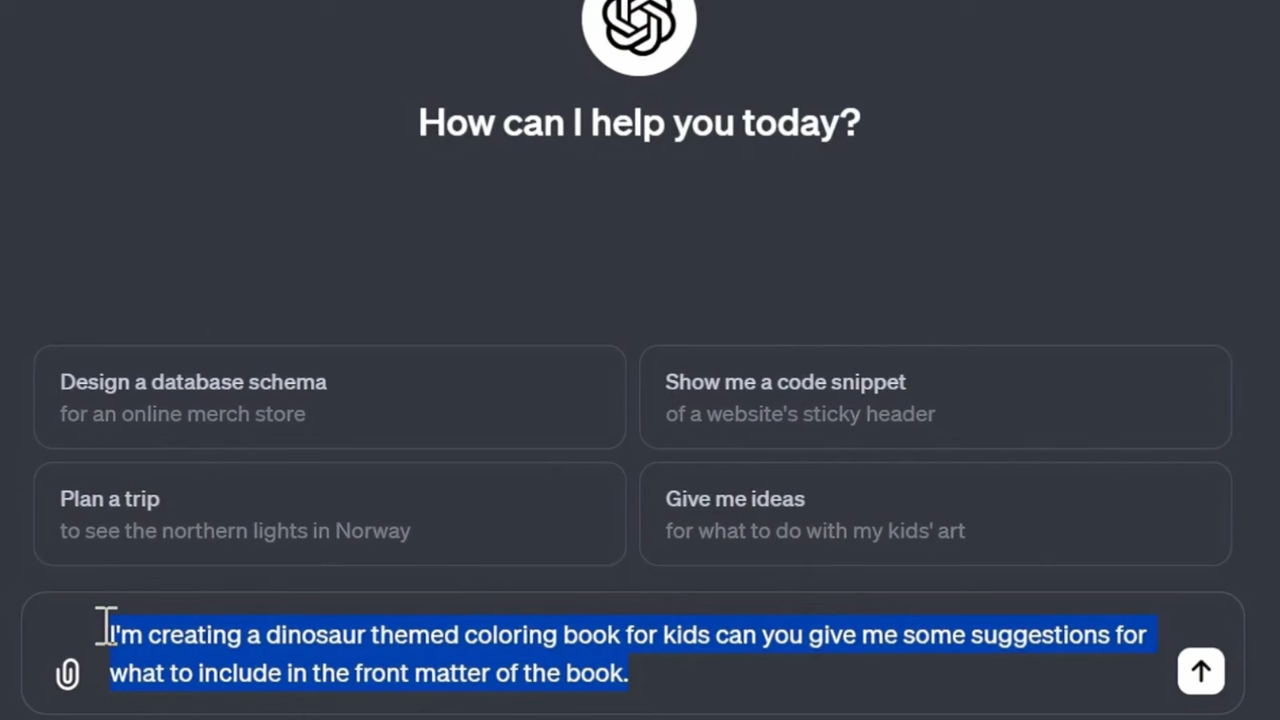 How can I help you today?
Design a database schema
for an online merch store
Show me a code snippet
of a website's sticky header
Plan a trip
to see the northern lights in Norway
Give me ideas
for what to do with my kids' art
I'm creating a dinosaur themed coloring book for kids can you give me some suggestions for
what to include in the front matter of the book.